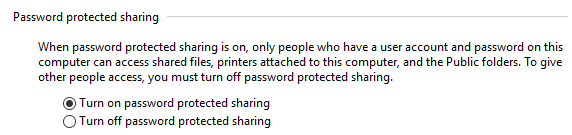 Password protected sharing
When password protected sharing is on, only people who have a user account and password on this
computer can access shared files, printers attached to this computer, and the Public folders. To give
other people access, you must turn off password protected sharing.
Turn on password protected sharing
Turn off password protected sharing